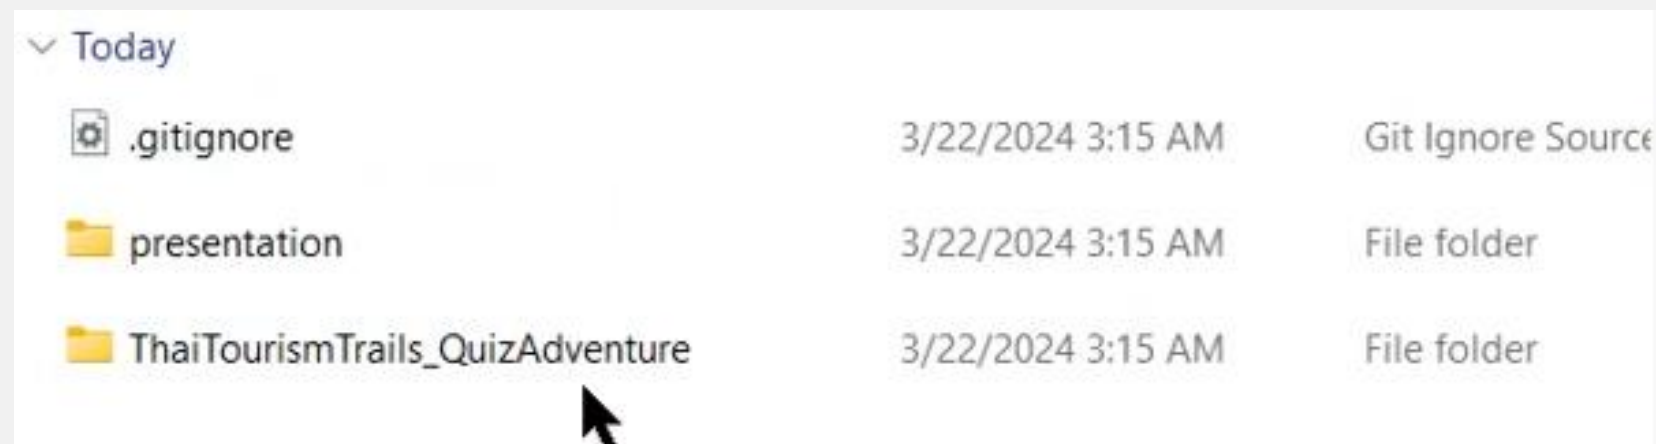 Today
.gitignore 3/22/2024 3:15 AM Git Ignore Source
presentation 3/22/2024 3:15 AM File folder
ThaiTourismTrails_QuizAdventure 3/22/2024 3:15 AM File folder